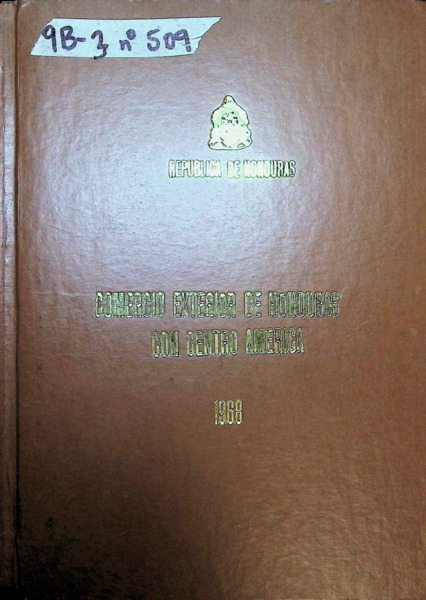 9B-3 nº 509
REPUBLICA DE HONDURAS
COMERCIO EXTERIOR DE HONDURAS
CON CENTRO AMERICA
1968